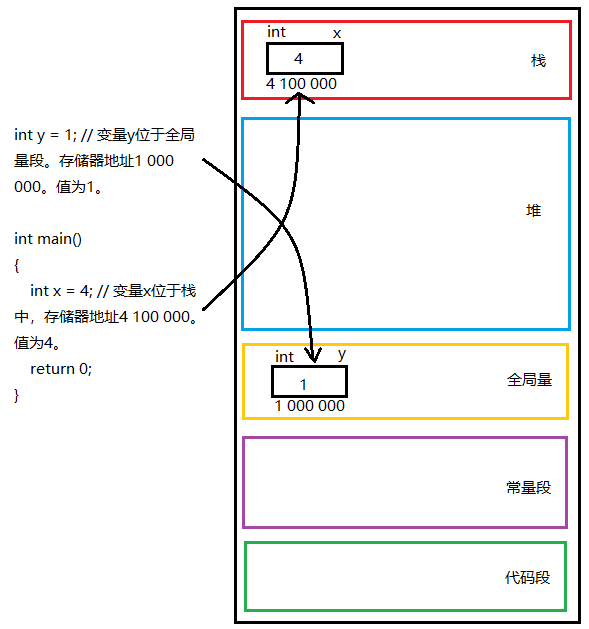 int x
4
4 100 000
栈
int y = 1; // 变量y位于全局
量段。存储器地址1 000
000。值为1。
堆
int main()
{
int x = 4; // 变量x位于栈
中，存储器地址4 100 000。
值为4。
return 0;
}
int y
1
1 000 000
全局量
常量段
代码段